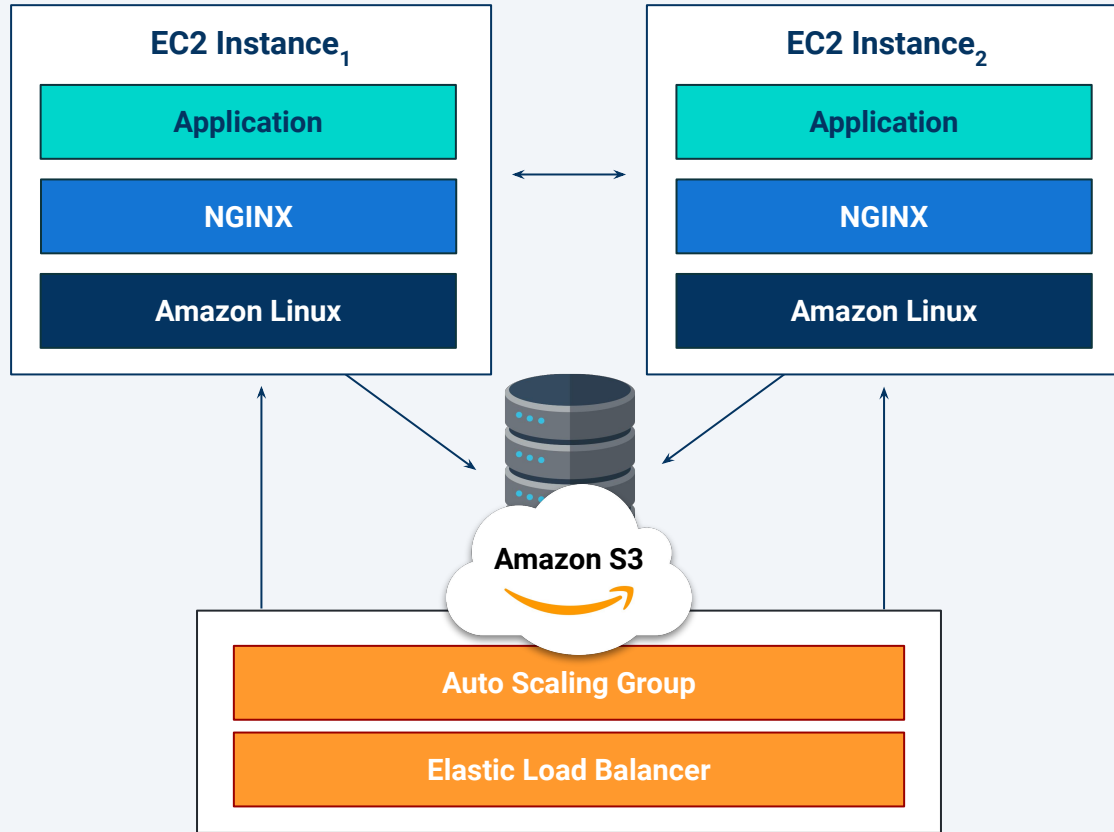 EC2 Instance1
EC2 Instance2
Application
NGINX
Amazon Linux
Application
NGINX
Amazon Linux
Amazon S3
Auto Scaling Group
Elastic Load Balancer